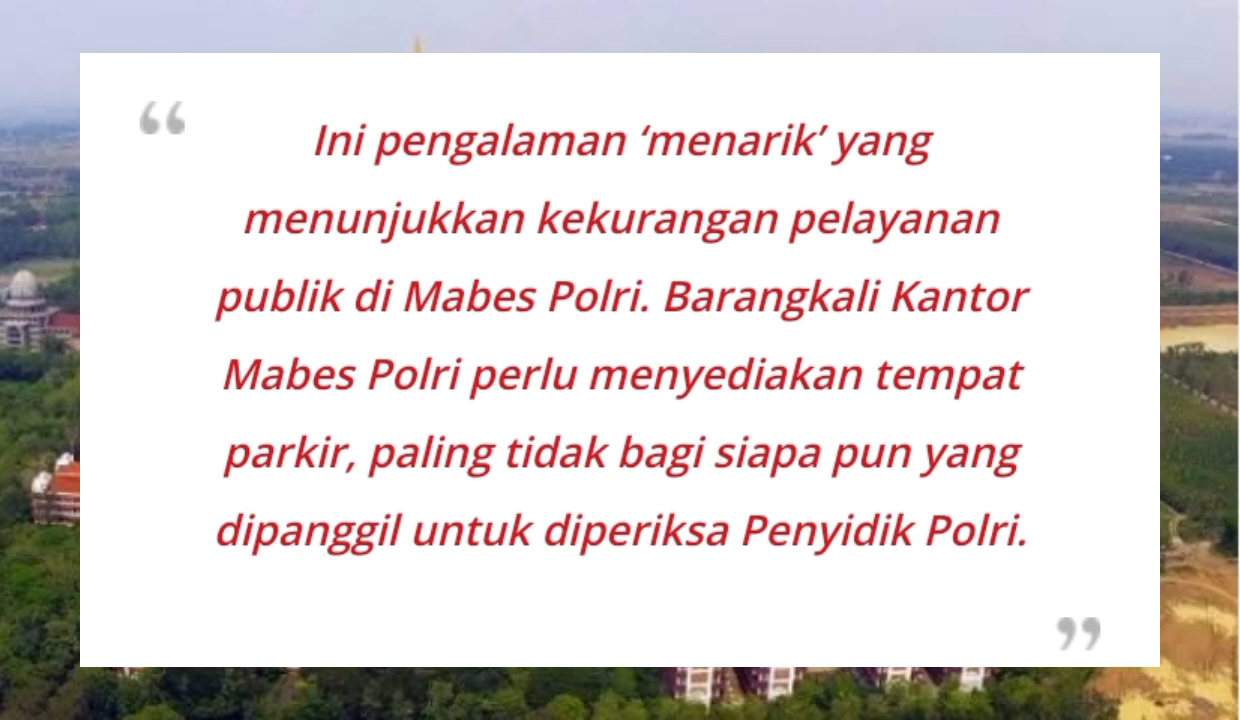 “
Ini pengalaman ‘menarik’ yang
menunjukkan kekurangan pelayanan
publik di Mabes Polri. Barangkali Kantor
Mabes Polri perlu menyediakan tempat
parkir, paling tidak bagi siapa pun yang
dipanggil untuk diperiksa Penyidik Polri.
”